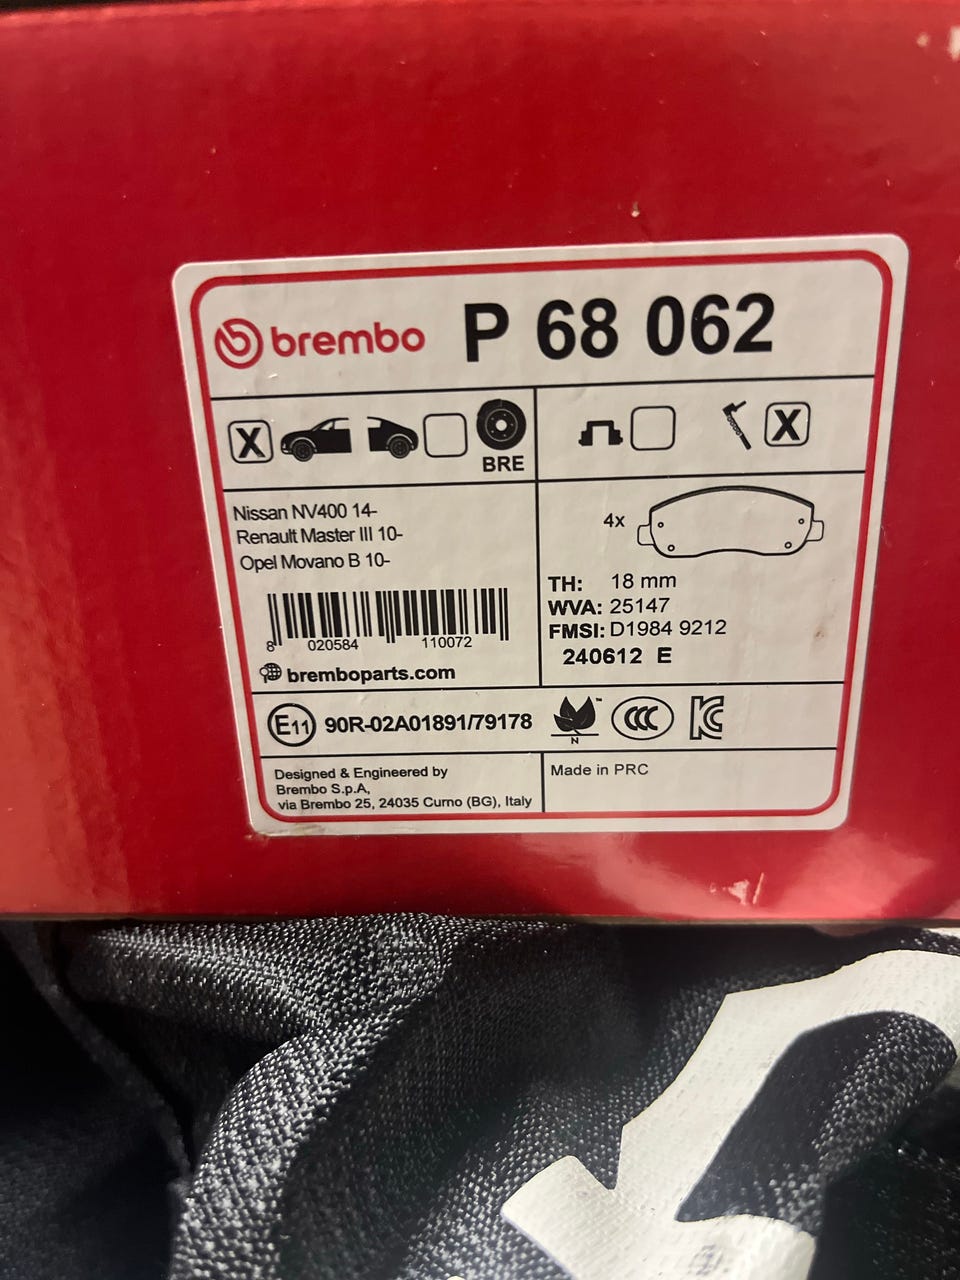 brembo P 68 062
X BRE X
Nissan NV400 14-
Renault Master III 10-
Opel Movano B 10-
8 020584 110072
bremboparts.com
4x
TH: 18 mm
WVA: 25147
FMSI: D1984 9212
240612 E
E11 90R-02A01891/79178
N
CCC KC
Designed & Engineered by
Brembo S.p.A,
via Brembo 25, 24035 Curno (BG), Italy
Made in PRC